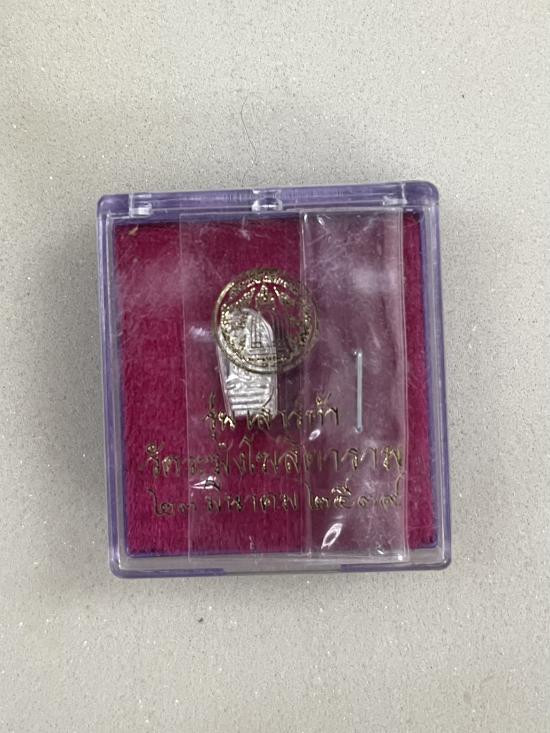 รุ่น เสาร์ห้า
วัดระฆังโฆสิตาราม
๒๓ มีนาคม ๒๕๓๙